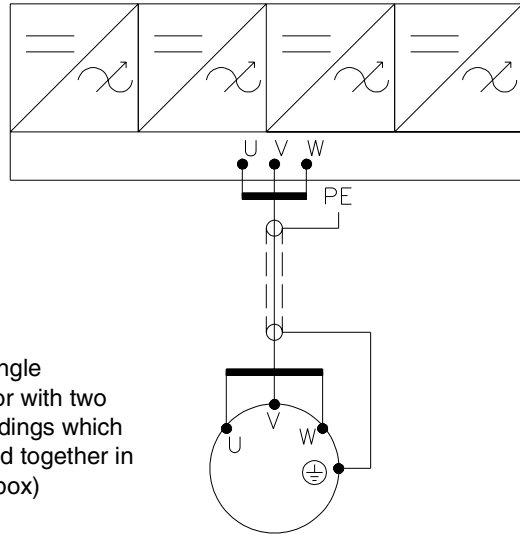 U V W
PE
ngle
or with two
dings which
d together in
box)
V
U W